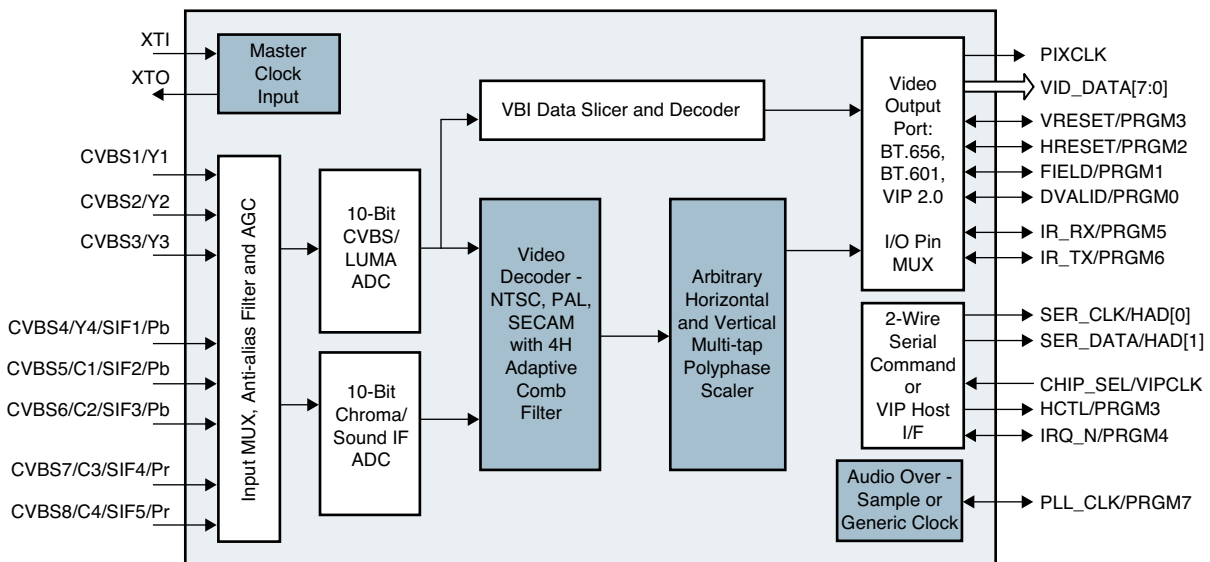 XTI
XTO
Master
Clock
Input
CVBS1/Y1
CVBS2/Y2
CVBS3/Y3
CVBS4/Y4/SIF1/Pb
CVBS5/C1/SIF2/Pb
CVBS6/C2/SIF3/Pb
CVBS7/C3/SIF4/Pr
CVBS8/C4/SIF5/Pr
Input MUX, Anti-alias Filter and AGC
10-Bit
CVBS/
LUMA
ADC
10-Bit
Chroma/
Sound IF
ADC
VBI Data Slicer and Decoder
Video
Decoder -
NTSC, PAL,
SECAM
with 4H
Adaptive
Comb
Filter
Arbitrary
Horizontal
and Vertical
Multi-tap
Polyphase
Scaler
Video
Output
Port:
BT.656,
BT.601,
VIP 2.0
I/O Pin
MUX
2-Wire
Serial
Command
or
VIP Host
I/F
Audio Over -
Sample or
Generic Clock
PIXCLK
VID_DATA[7:0]
VRESET/PRGM3
HRESET/PRGM2
FIELD/PRGM1
DVALID/PRGM0
IR_RX/PRGM5
IR_TX/PRGM6
SER_CLK/HAD[0]
SER_DATA/HAD[1]
CHIP_SEL/VIPCLK
HCTL/PRGM3
IRQ_N/PRGM4
PLL_CLK/PRGM7